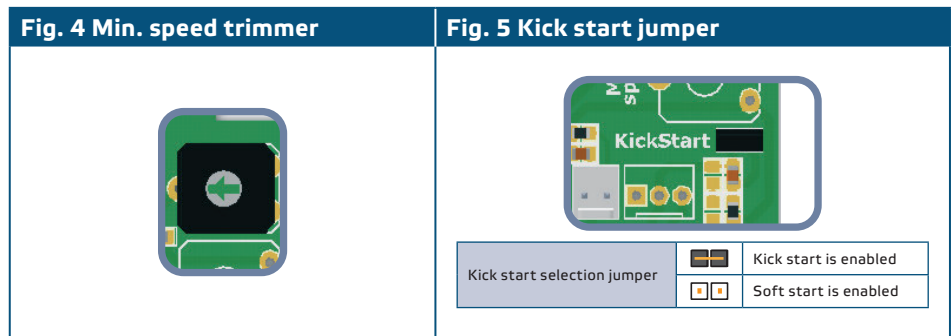 Fig. 4 Min. speed trimmer
Fig. 5 Kick start jumper
KickStart
Kick start selection jumper
Kick start is enabled
Soft start is enabled